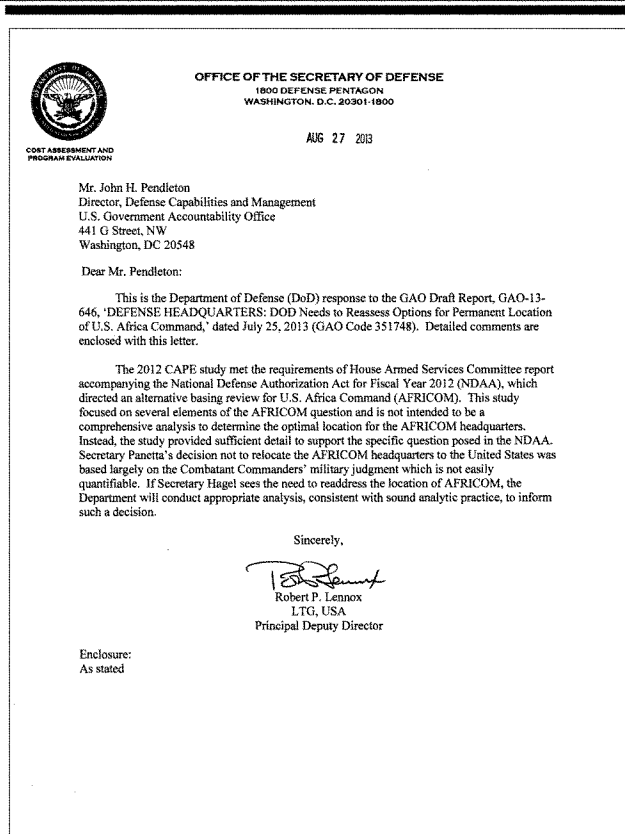 OFFICE OF THE SECRETARY OF DEFENSE
1800 DEFENSE PENTAGON
WASHINGTON, D.C. 20301-1800
COST ASSESSMENT AND
PROGRAM EVALUATION
AUG 27 2013
Mr. John H. Pendleton
Director, Defense Capabilities and Management
U.S. Government Accountability Office
441 G Street, NW
Washington, DC 20548
Dear Mr. Pendleton:
This is the Department of Defense (DoD) response to the GAO Draft Report, GAO-13-
646, 'DEFENSE HEADQUARTERS: DOD Needs to Reassess Options for Permanent Location
of U.S. Africa Command,' dated July 25, 2013 (GAO Code 351748). Detailed comments are
enclosed with this letter.
The 2012 CAPE study met the requirements of House Armed Services Committee report
accompanying the National Defense Authorization Act for Fiscal Year 2012 (NDAA), which
directed an alternative basing review for U.S. Africa Command (AFRICOM). This study
focused on several elements of the AFRICOM question and is not intended to be a
comprehensive analysis to determine the optimal location for the AFRICOM headquarters.
Instead, the study provided sufficient detail to support the specific question posed in the NDAA.
Secretary Panetta's decision not to relocate the AFRICOM headquarters to the United States was
based largely on the Combatant Commanders' military judgment which is not easily
quantifiable. If Secretary Hagel sees the need to readdress the location of AFRICOM, the
Department will conduct appropriate analysis, consistent with sound analytic practice, to inform
such a decision.
Sincerely,
Robert P. Lennox
LTG, USA
Principal Deputy Director
Enclosure:
As stated